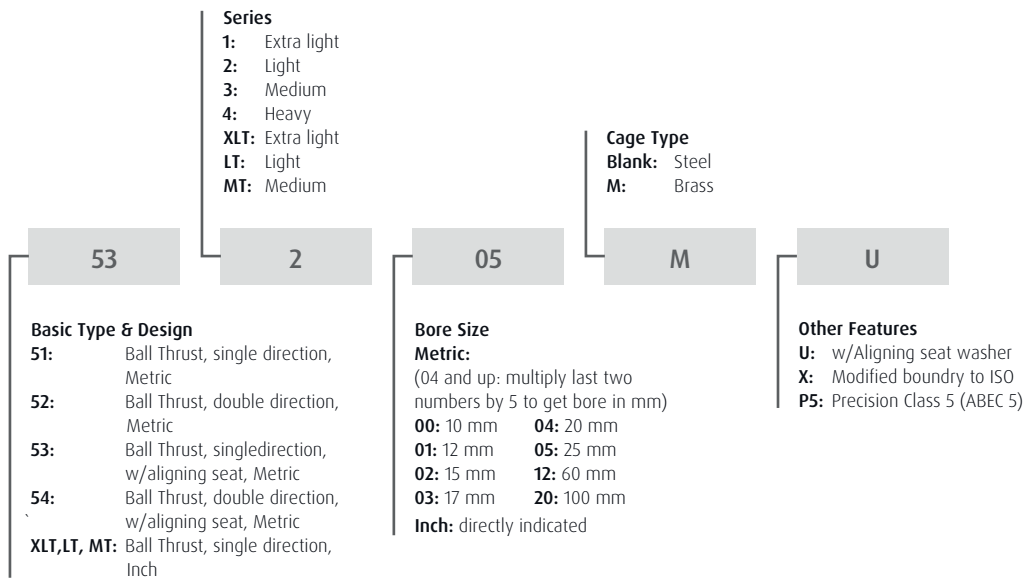 Series
1: Extra light
2: Light
3: Medium
4: Heavy
XLT: Extra light
LT: Light
MT: Medium
Cage Type
Blank: Steel
M: Brass
53
2
05
M
U
Basic Type & Design
51: Ball Thrust, single direction,
Metric
52: Ball Thrust, double direction,
Metric
53: Ball Thrust, singledirection,
w/aligning seat, Metric
54: Ball Thrust, double direction,
` w/aligning seat, Metric
XLT,LT, MT: Ball Thrust, single direction,
Inch
Bore Size
Metric:
(04 and up: multiply last two
numbers by 5 to get bore in mm)
00: 10 mm 04: 20 mm
01: 12 mm 05: 25 mm
02: 15 mm 12: 60 mm
03: 17 mm 20: 100 mm
Inch: directly indicated
Other Features
U: w/Aligning seat washer
X: Modified boundry to ISO
P5: Precision Class 5 (ABEC 5)